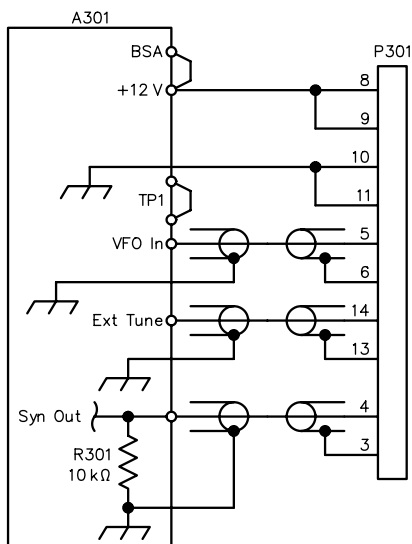 A301
P301
BSA
+12 V
8
9
10
11
TP1
VFO In
5
6
Ext Tune
14
13
Syn Out
4
3
R301
10 kΩ